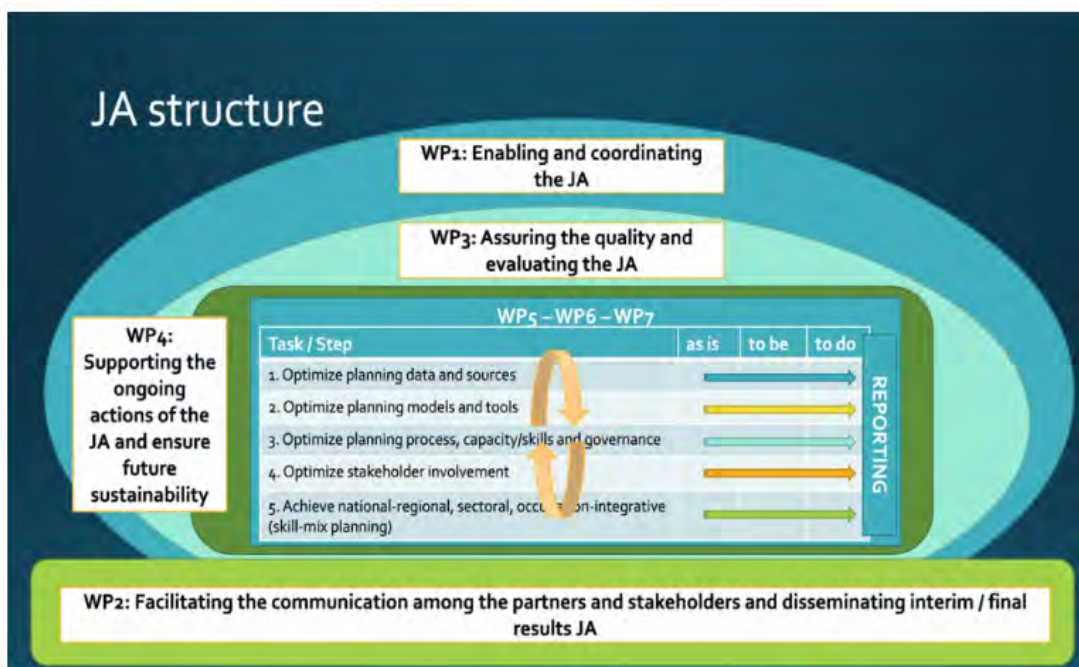 JA structure
WP1: Enabling and coordinating
the JA
WP3: Assuring the quality and
evaluating the JA
WP4:
Supporting the
ongoing
actions of the
JA and ensure
future
sustainability
WP5 – WP6 – WP7
Task / Step as is to be to do
1. Optimize planning data and sources
2. Optimize planning models and tools
3. Optimize planning process, capacity/skills and governance
4. Optimize stakeholder involvement
5. Achieve national-regional, sectoral, -integrative
(skill-mix planning)
REPORTING
WP2: Facilitating the communication among the partners and stakeholders and disseminating interim / final
results JA